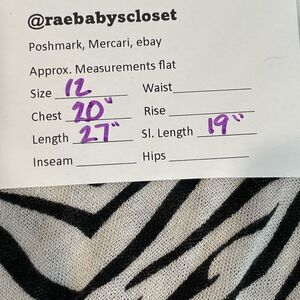 @raebabyscloset
Poshmark, Mercari, ebay
Approx. Measurements flat
Size 12 Waist
Chest 20" Rise
Length 27" Sl. Length 19"
Inseam Hips